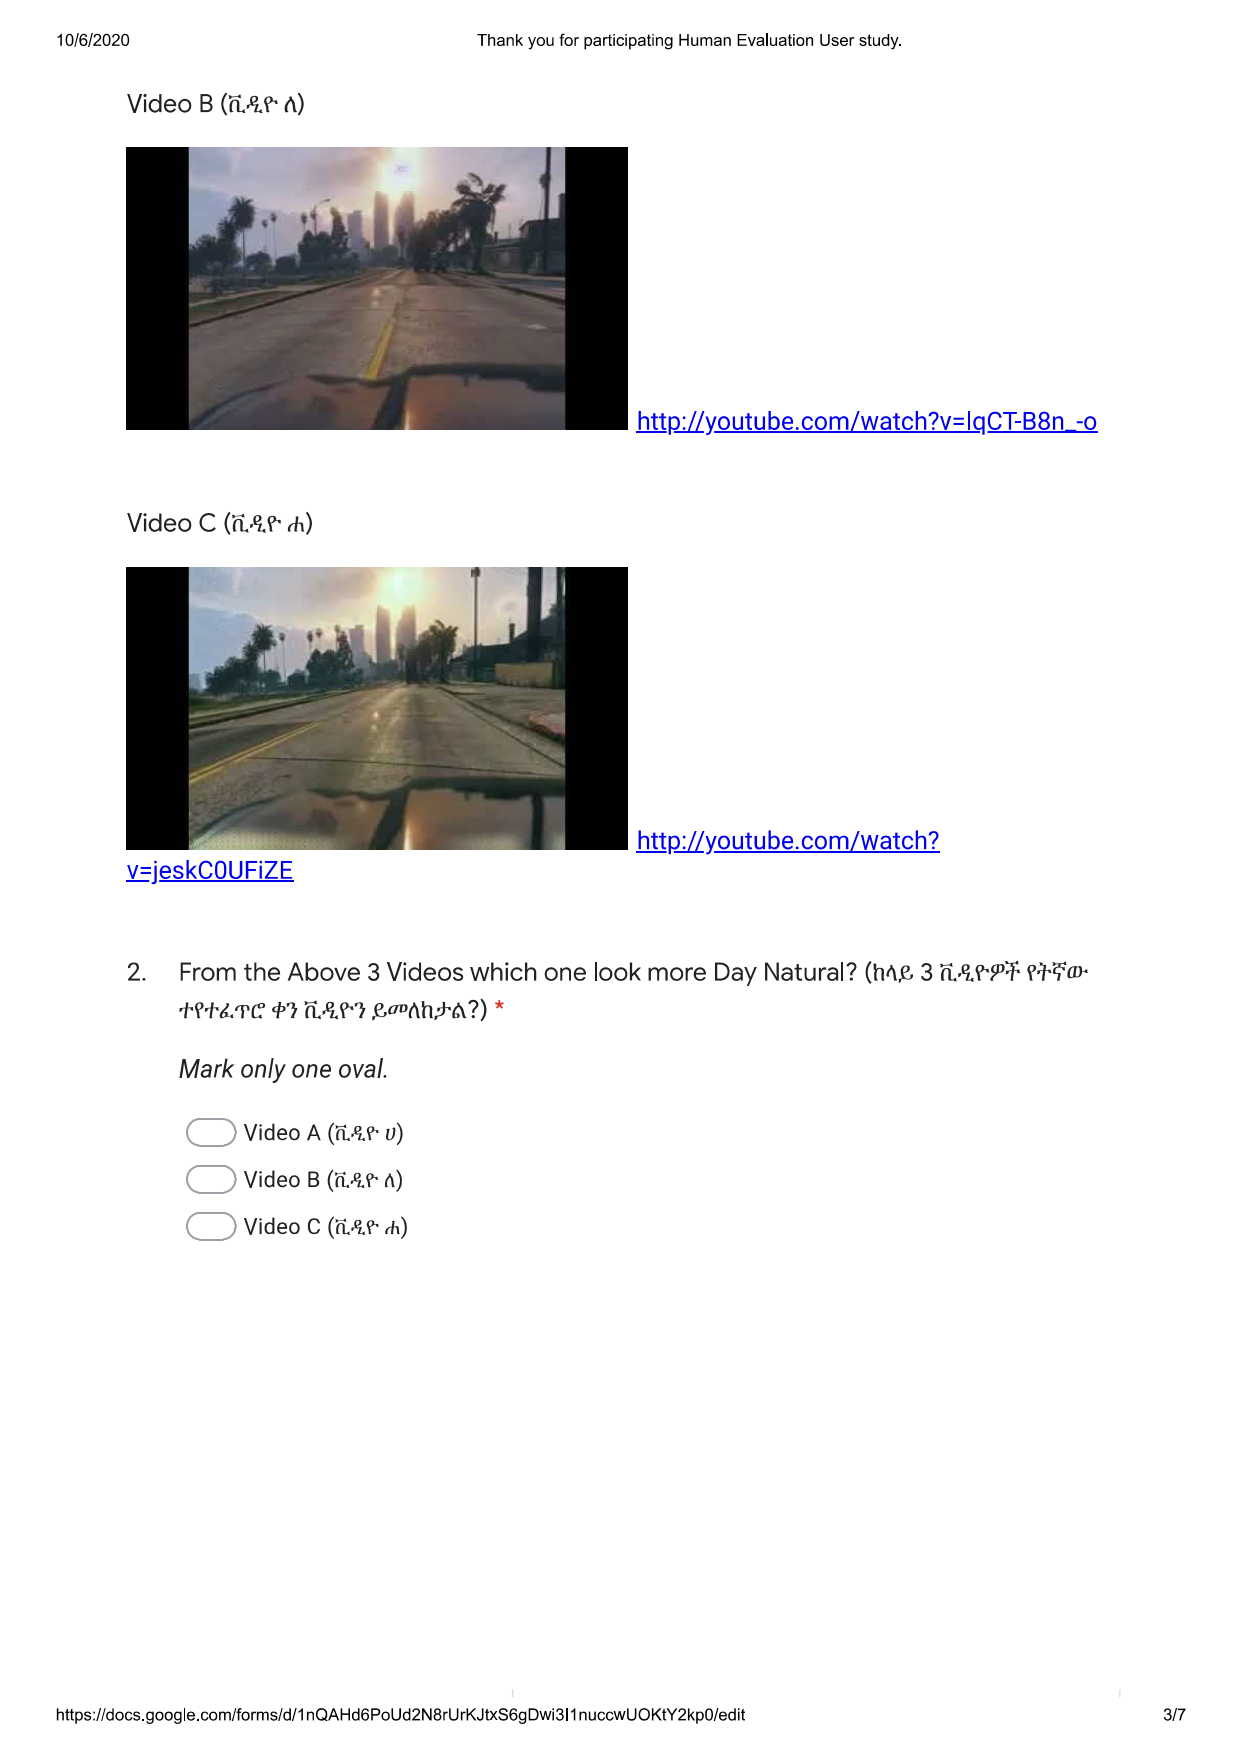 10/6/2020 Thank you for participating Human Evaluation User study.
Video B (ቪዲዮ ለ)
http://youtube.com/watch?v=lqCT-B8n_-o
Video C (ቪዲዮ ሐ)
http://youtube.com/watch?
v=jeskC0UFiZE
2. From the Above 3 Videos which one look more Day Natural? (ከላይ 3 ቪዲዮዎች የትኛው
ተየተፈጥሮ ቀን ቪዲዮን ይመለከታል?) *
Mark only one oval.
Video A (ቪዲዮ ሀ)
Video B (ቪዲዮ ለ)
Video C (ቪዲዮ ሐ)
https://docs.google.com/forms/d/1nQAHd6PoUd2N8rUrKJtxS6gDwi3I1nuccwUOKtY2kp0/edit 3/7